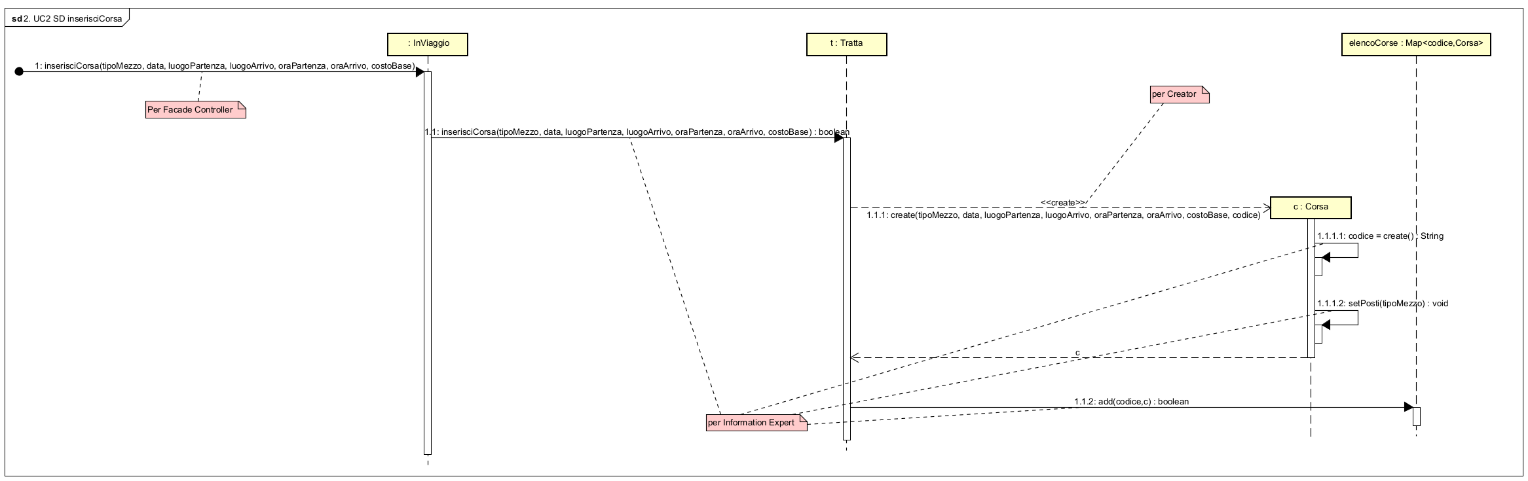 sd 2. UC2 SD inserisciCorsa
: InViaggio
t : Tratta
elencoCorse : Map<codice,Corsa>
1: inserisciCorsa(tipoMezzo, data, luogoPartenza, luogoArrivo, oraPartenza, oraArrivo, costoBase)
per Creator
Per Facade Controller
1.1: inserisciCorsa(tipoMezzo, data, luogoPartenza, luogoArrivo, oraPartenza, oraArrivo, costoBase) : boolean
<<create>>
c : Corsa
1.1.1: create(tipoMezzo, data, luogoPartenza, luogoArrivo, oraPartenza, oraArrivo, costoBase, codice)
1.1.1.1: codice = create() : String
1.1.1.2: setPosti(tipoMezzo) : void
c
1.1.2: add(codice,c) : boolean
per Information Expert